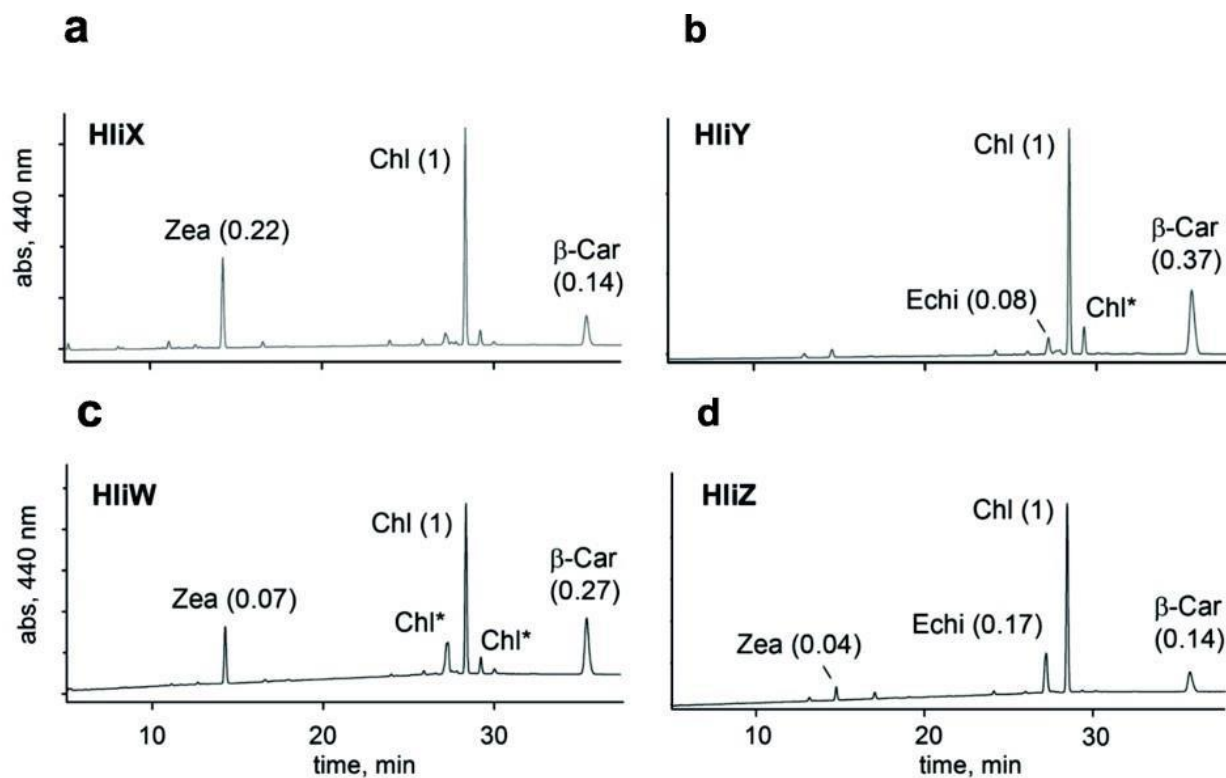 a
HliX
abs, 440 nm
Zea (0.22)
Chl (1)
β-Car
(0.14)
b
HliY
Chl (1)
Echi (0.08)
Chl*
β-Car
(0.37)
c
HliW
abs, 440 nm
Zea (0.07)
Chl*
Chl (1)
Chl*
β-Car
(0.27)
10 20 30
time, min
d
HliZ
Zea (0.04)
Echi (0.17)
Chl (1)
β-Car
(0.14)
10 20 30
time, min